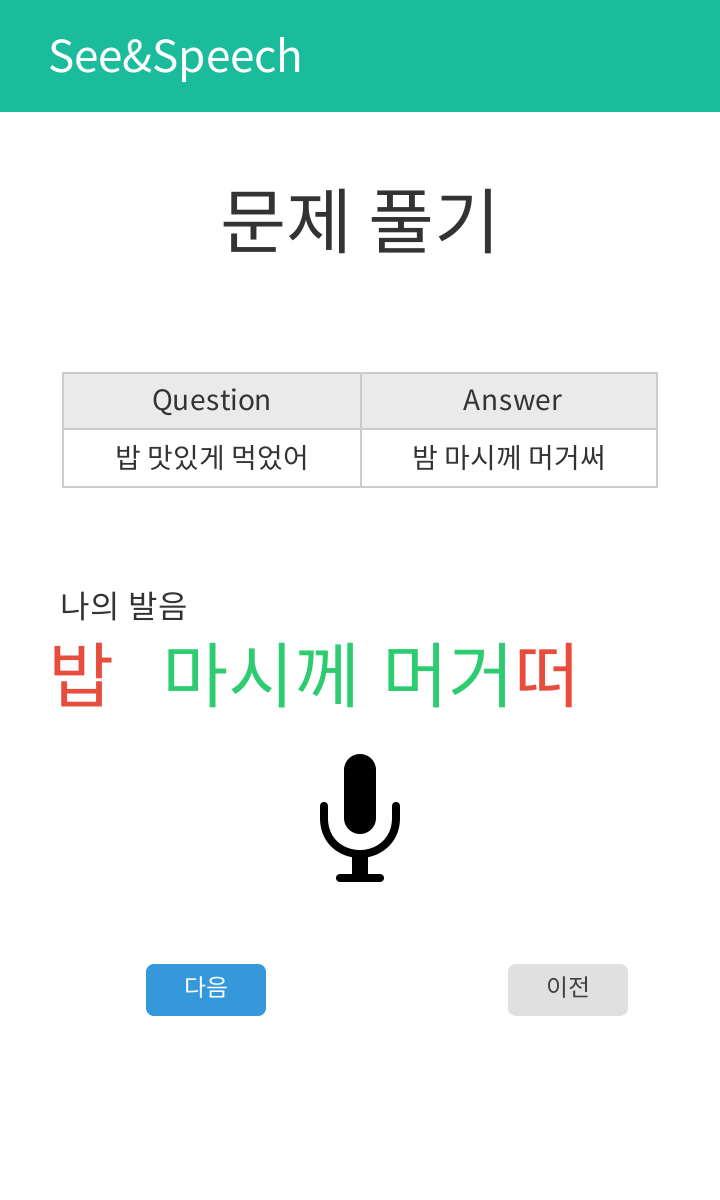 See&Speech
문제 풀기
Question Answer
밥 맛있게 먹었어 밤 마시께 머거써
나의 발음
밥 마시께 머거떠
다음 이전